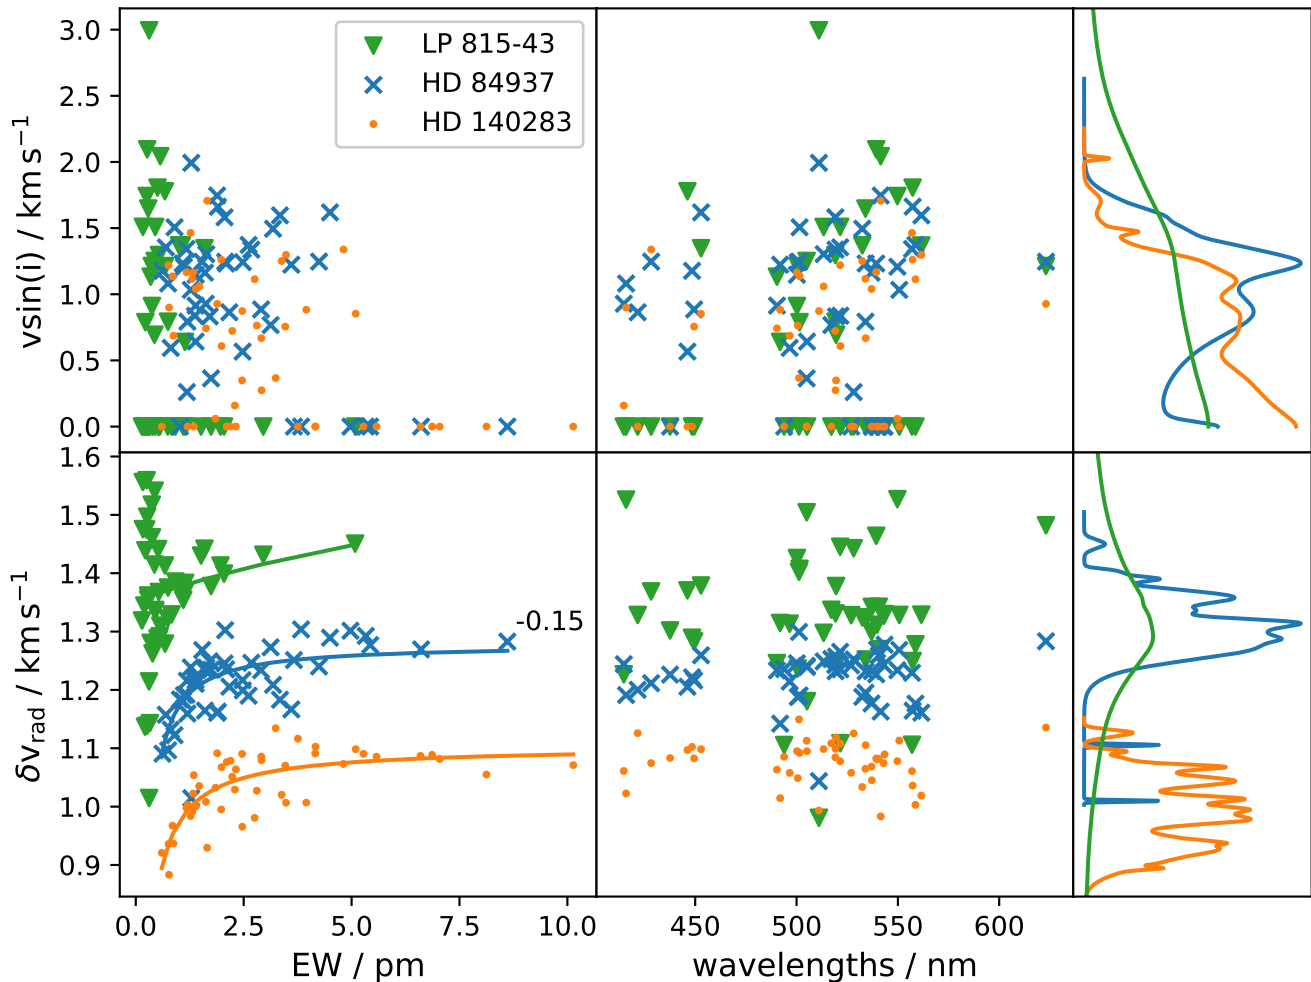 3.0
2.5
2.0
1.5
1.0
0.5
0.0
vsin(i) / km s⁻¹
LP 815-43
HD 84937
HD 140283
1.6
1.5
1.4
1.3
1.2
1.1
1.0
0.9
δv_rad / km s⁻¹
-0.15
0.0 2.5 5.0 7.5 10.0
EW / pm
450 500 550 600
wavelengths / nm